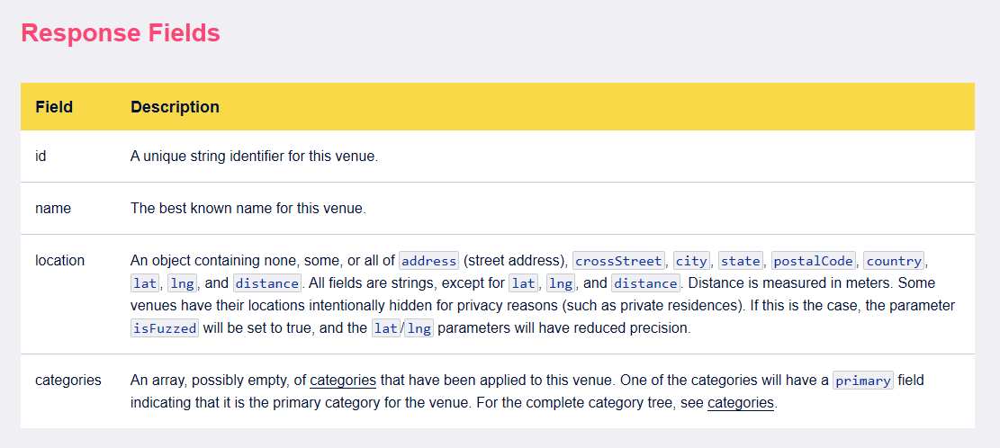 Response Fields
Field Description
id A unique string identifier for this venue.
name The best known name for this venue.
location An object containing none, some, or all of address (street address), crossStreet, city, state, postalCode, country,
lat, lng, and distance. All fields are strings, except for lat, lng, and distance. Distance is measured in meters. Some
venues have their locations intentionally hidden for privacy reasons (such as private residences). If this is the case, the parameter
isFuzzed will be set to true, and the lat/lng parameters will have reduced precision.
categories An array, possibly empty, of categories that have been applied to this venue. One of the categories will have a primary field
indicating that it is the primary category for the venue. For the complete category tree, see categories.